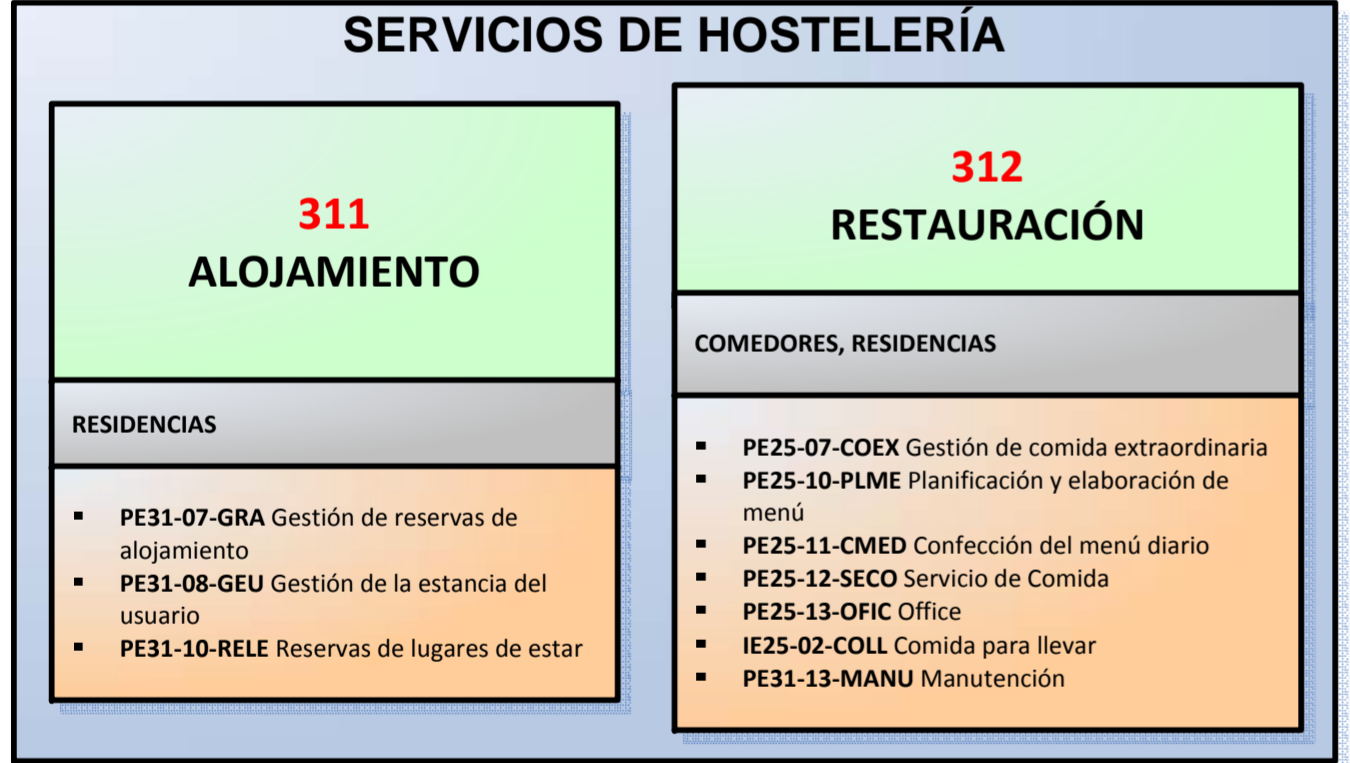 SERVICIOS DE HOSTELERÍA
311
ALOJAMIENTO
RESIDENCIAS
▪ PE31-07-GRA Gestión de reservas de
alojamiento
▪ PE31-08-GEU Gestión de la estancia del
usuario
▪ PE31-10-RELE Reservas de lugares de estar
312
RESTAURACIÓN
COMEDORES, RESIDENCIAS
▪ PE25-07-COEX Gestión de comida extraordinaria
▪ PE25-10-PLME Planificación y elaboración de
menú
▪ PE25-11-CMED Confección del menú diario
▪ PE25-12-SECO Servicio de Comida
▪ PE25-13-OFIC Office
▪ IE25-02-COLL Comida para llevar
▪ PE31-13-MANU Manutención